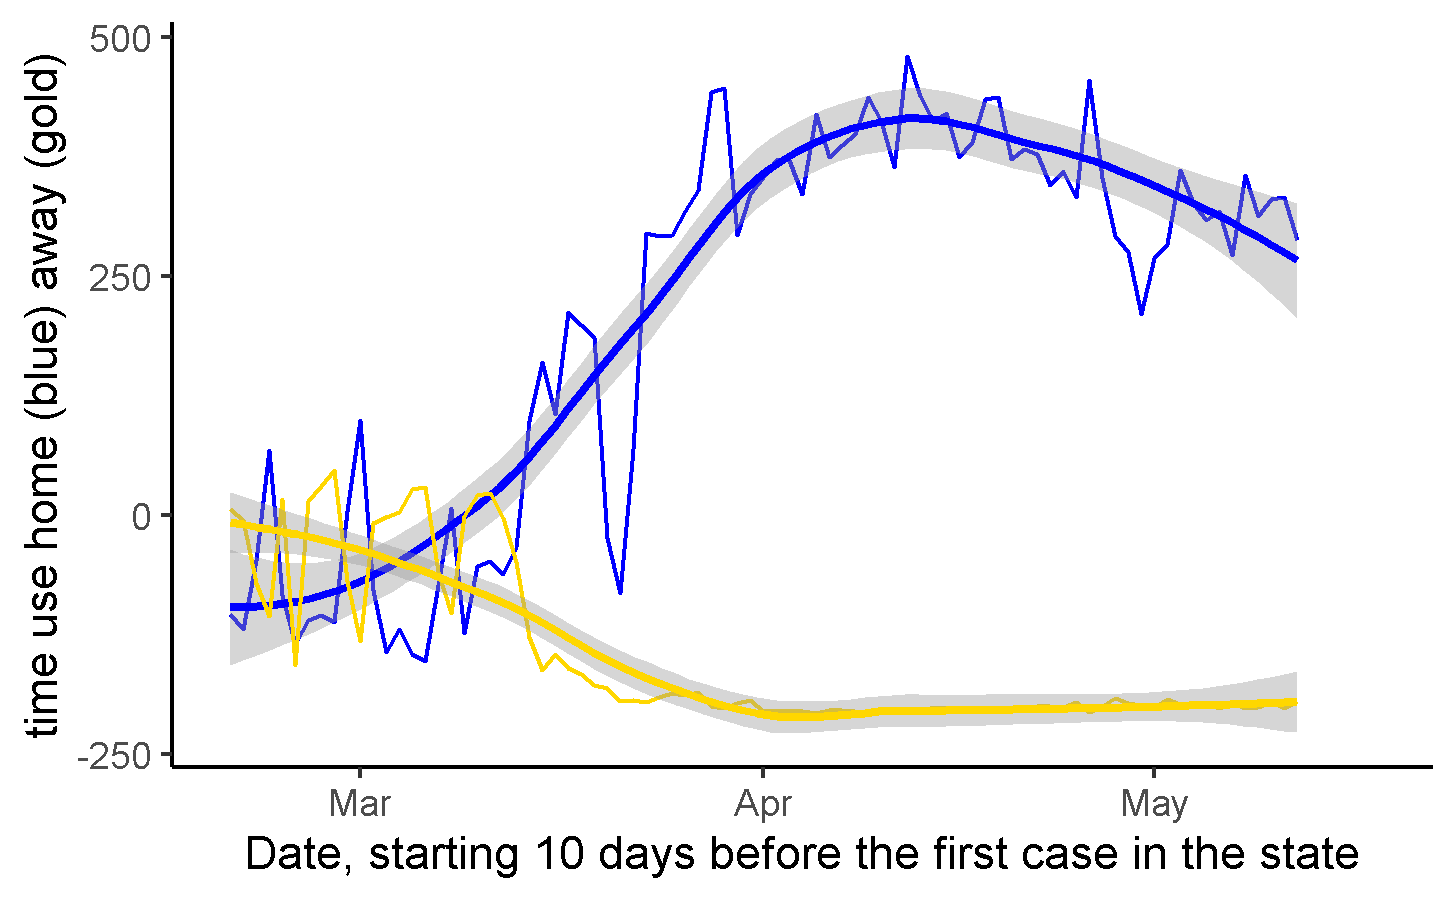 time use home (blue) away (gold)
500
250
0
-250
Mar
Apr
May
Date, starting 10 days before the first case in the state